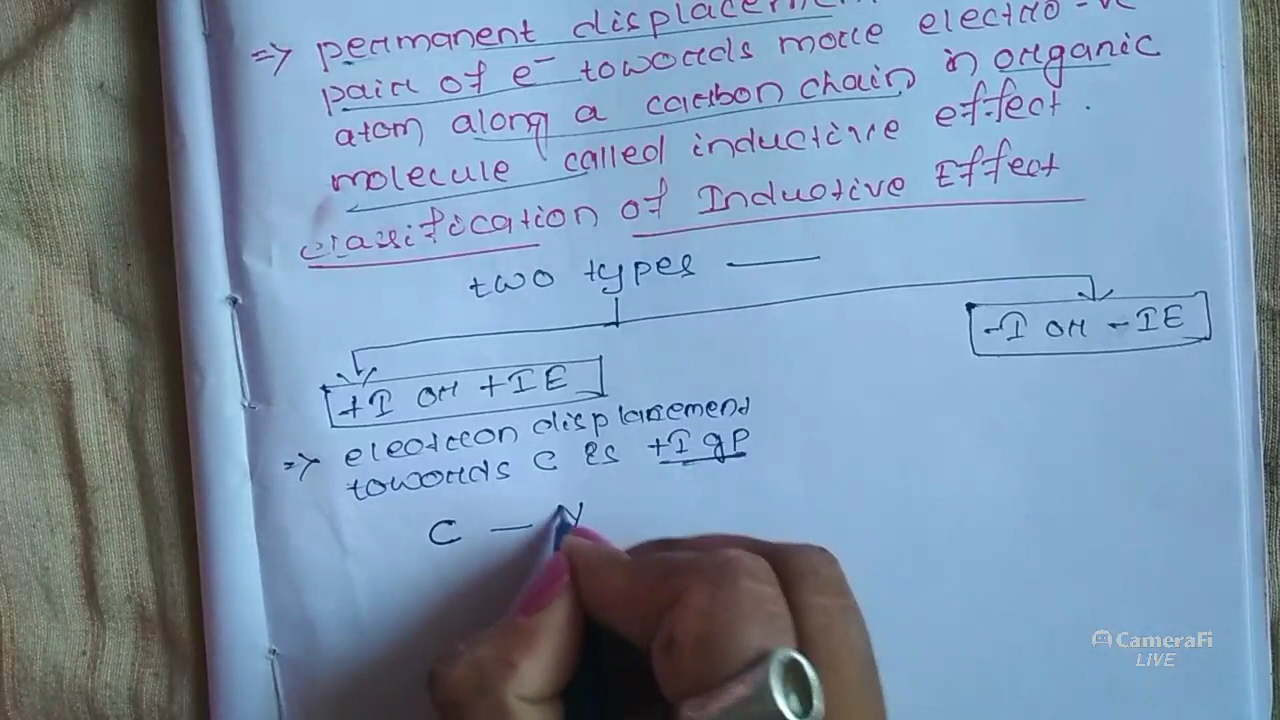 => permanent displacement
pair of e⁻ towards more electro-ve
atom along a carbon chain in organic
molecule called inductive effect.
classification of Inductive Effect
two types —
-I OR -IE
+I OR +IE
=> electron displacement
towards C is +I gp
C — Y
CameraFi
LIVE